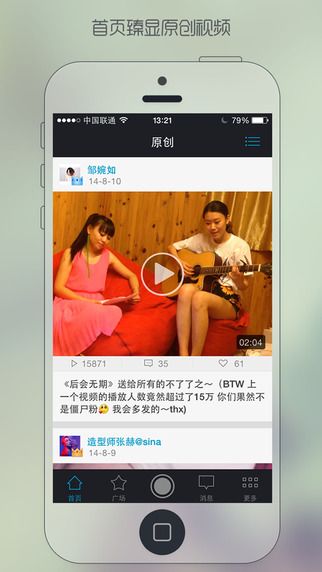 首页臻显原创视频
中国联通 13:21 79%
原创
邹婉如
14-8-10
02:04
15871 35 61
《后会无期》送给所有的不了了之～（BTW 上
一个视频的播放人数竟然超过了15万 你们果然不
是僵尸粉 我会多发的～thx)
造型师张赫@sina
14-8-9
首页 广场 消息 更多